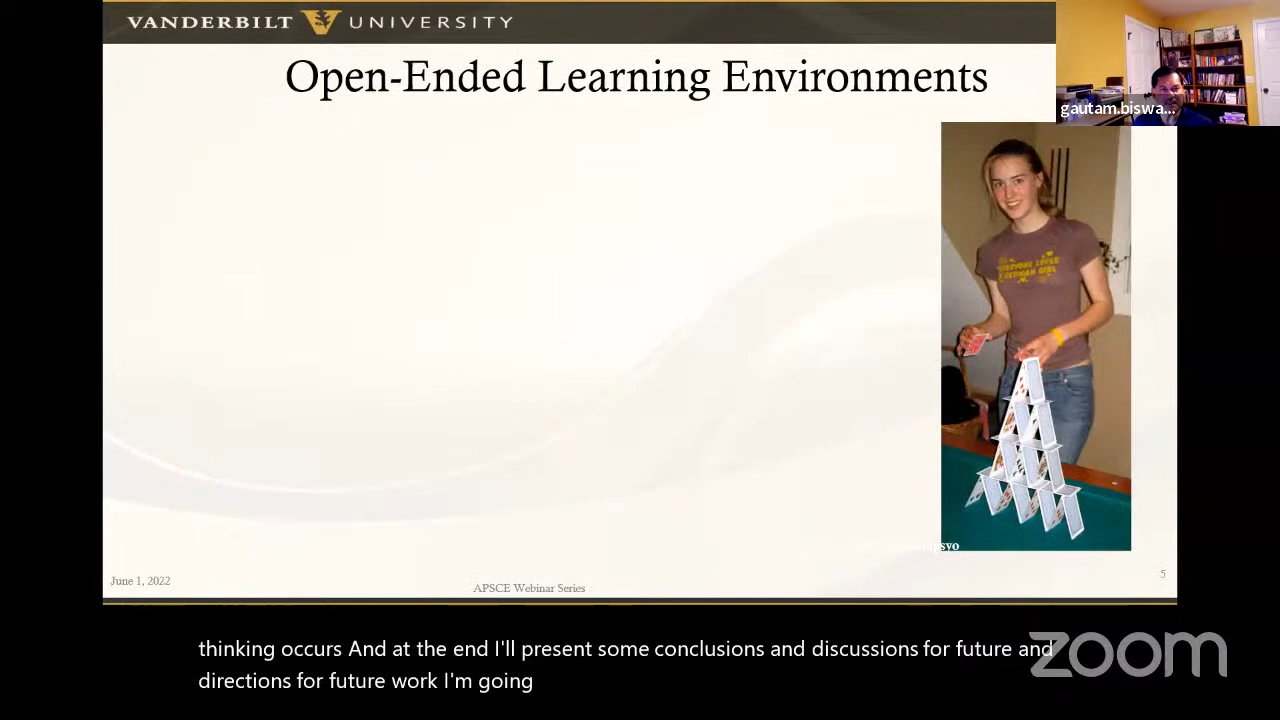 VANDERBILT UNIVERSITY
Open-Ended Learning Environments
gautam.biswa...
June 1, 2022
APSCE Webinar Series
5
thinking occurs And at the end I'll present some conclusions and discussions for future and
directions for future work I'm going
zoom